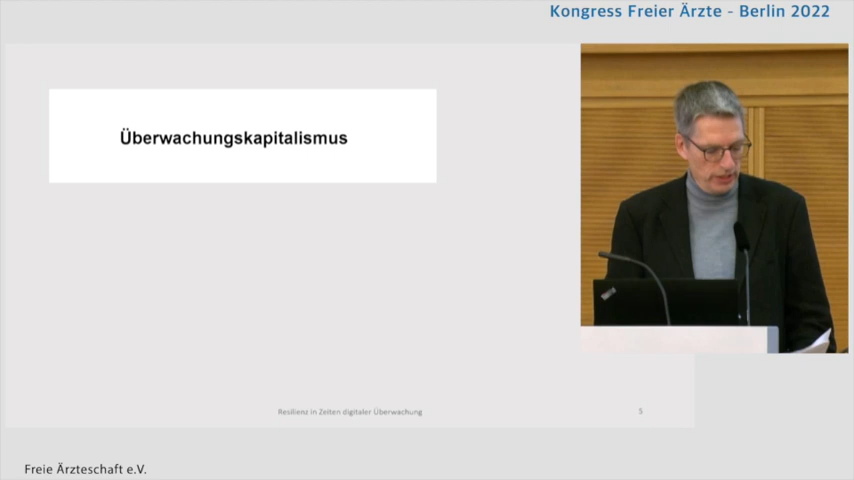 Kongress Freier Ärzte - Berlin 2022
Überwachungskapitalismus
Resilienz in Zeiten digitaler Überwachung
5
Freie Ärzteschaft e.V.